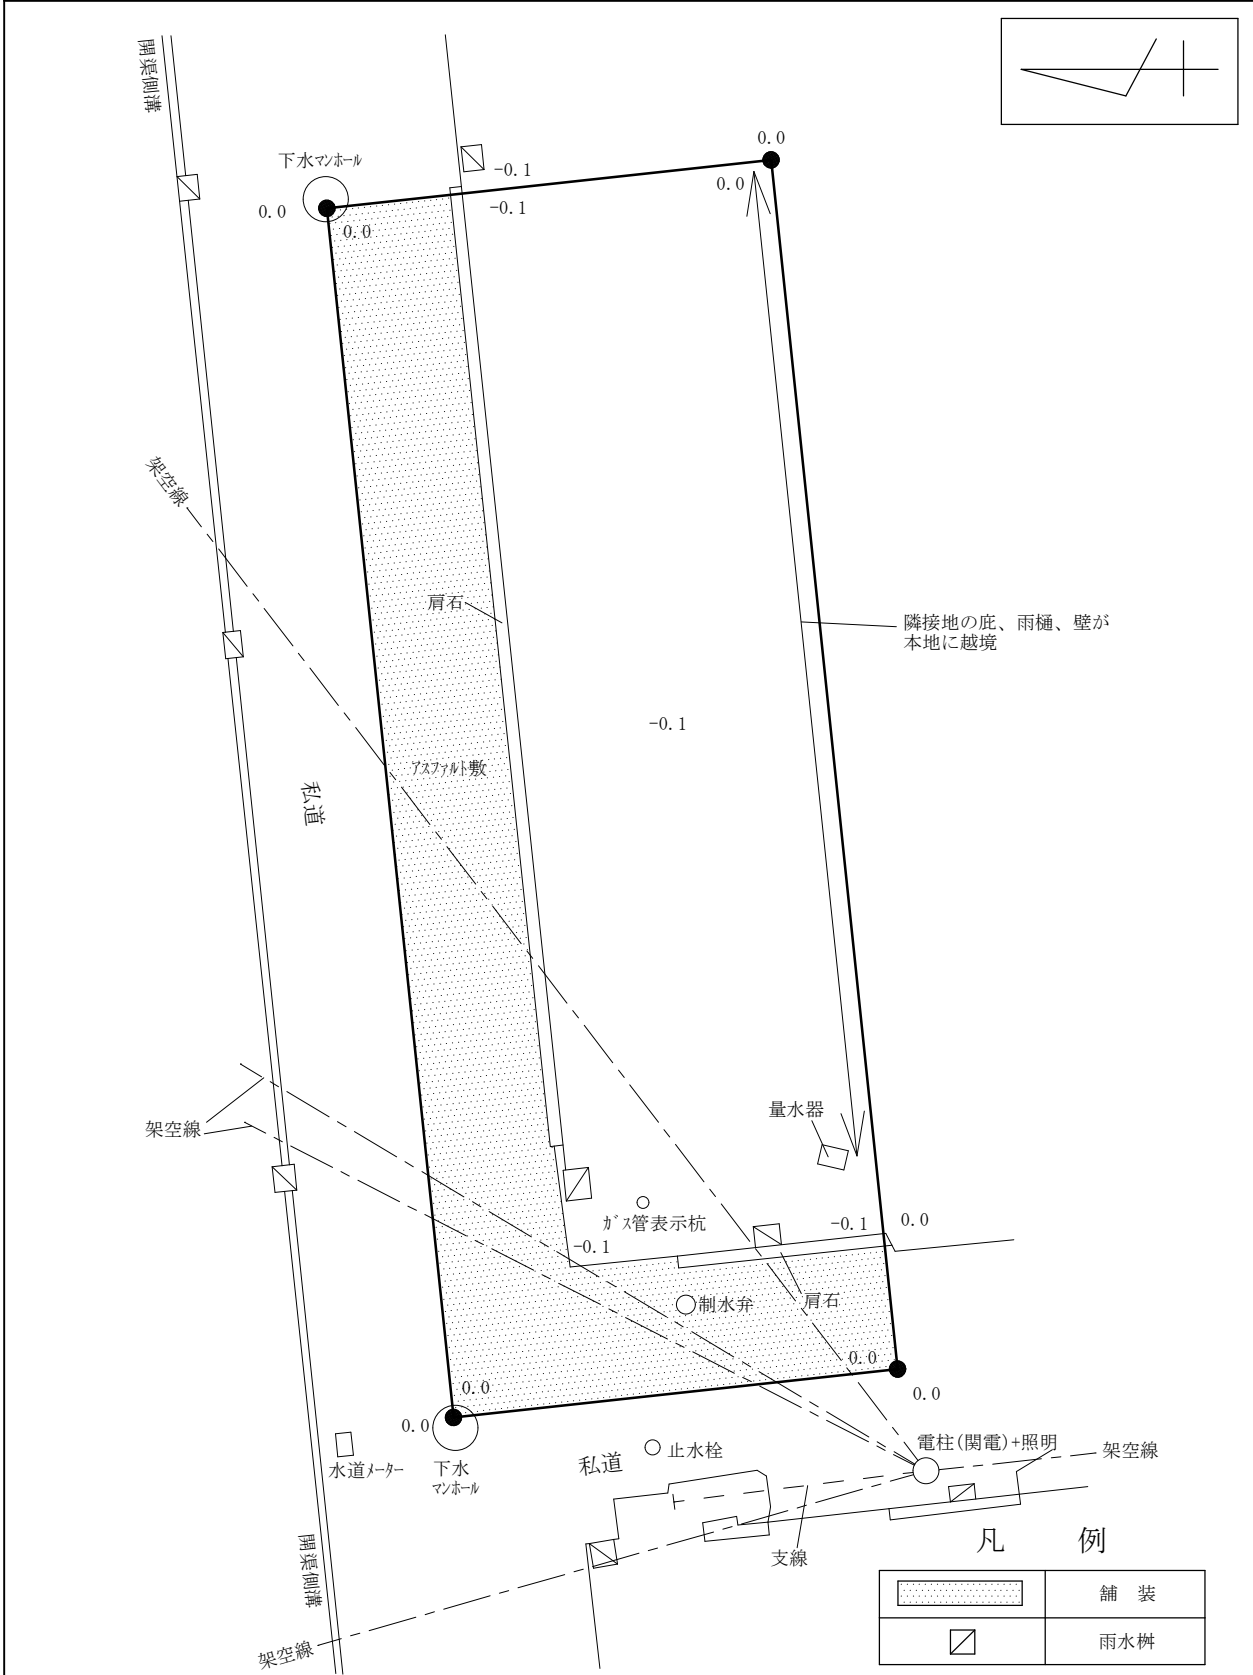 開渠側溝
下水マンホール
0.0
0.0
-0.1
-0.1
0.0
0.0
架空線
肩石
隣接地の庇、雨樋、壁が
本地に越境
-0.1
アスファルト敷
私道
架空線
量水器
ガス管表示杭
-0.1
-0.1
0.0
制水弁
肩石
0.0
0.0
0.0
0.0
水道メーター
下水
マンホール
私道
止水栓
電柱(関電)+照明
架空線
支線
開渠側溝
架空線
凡 例
舗 装
雨水桝